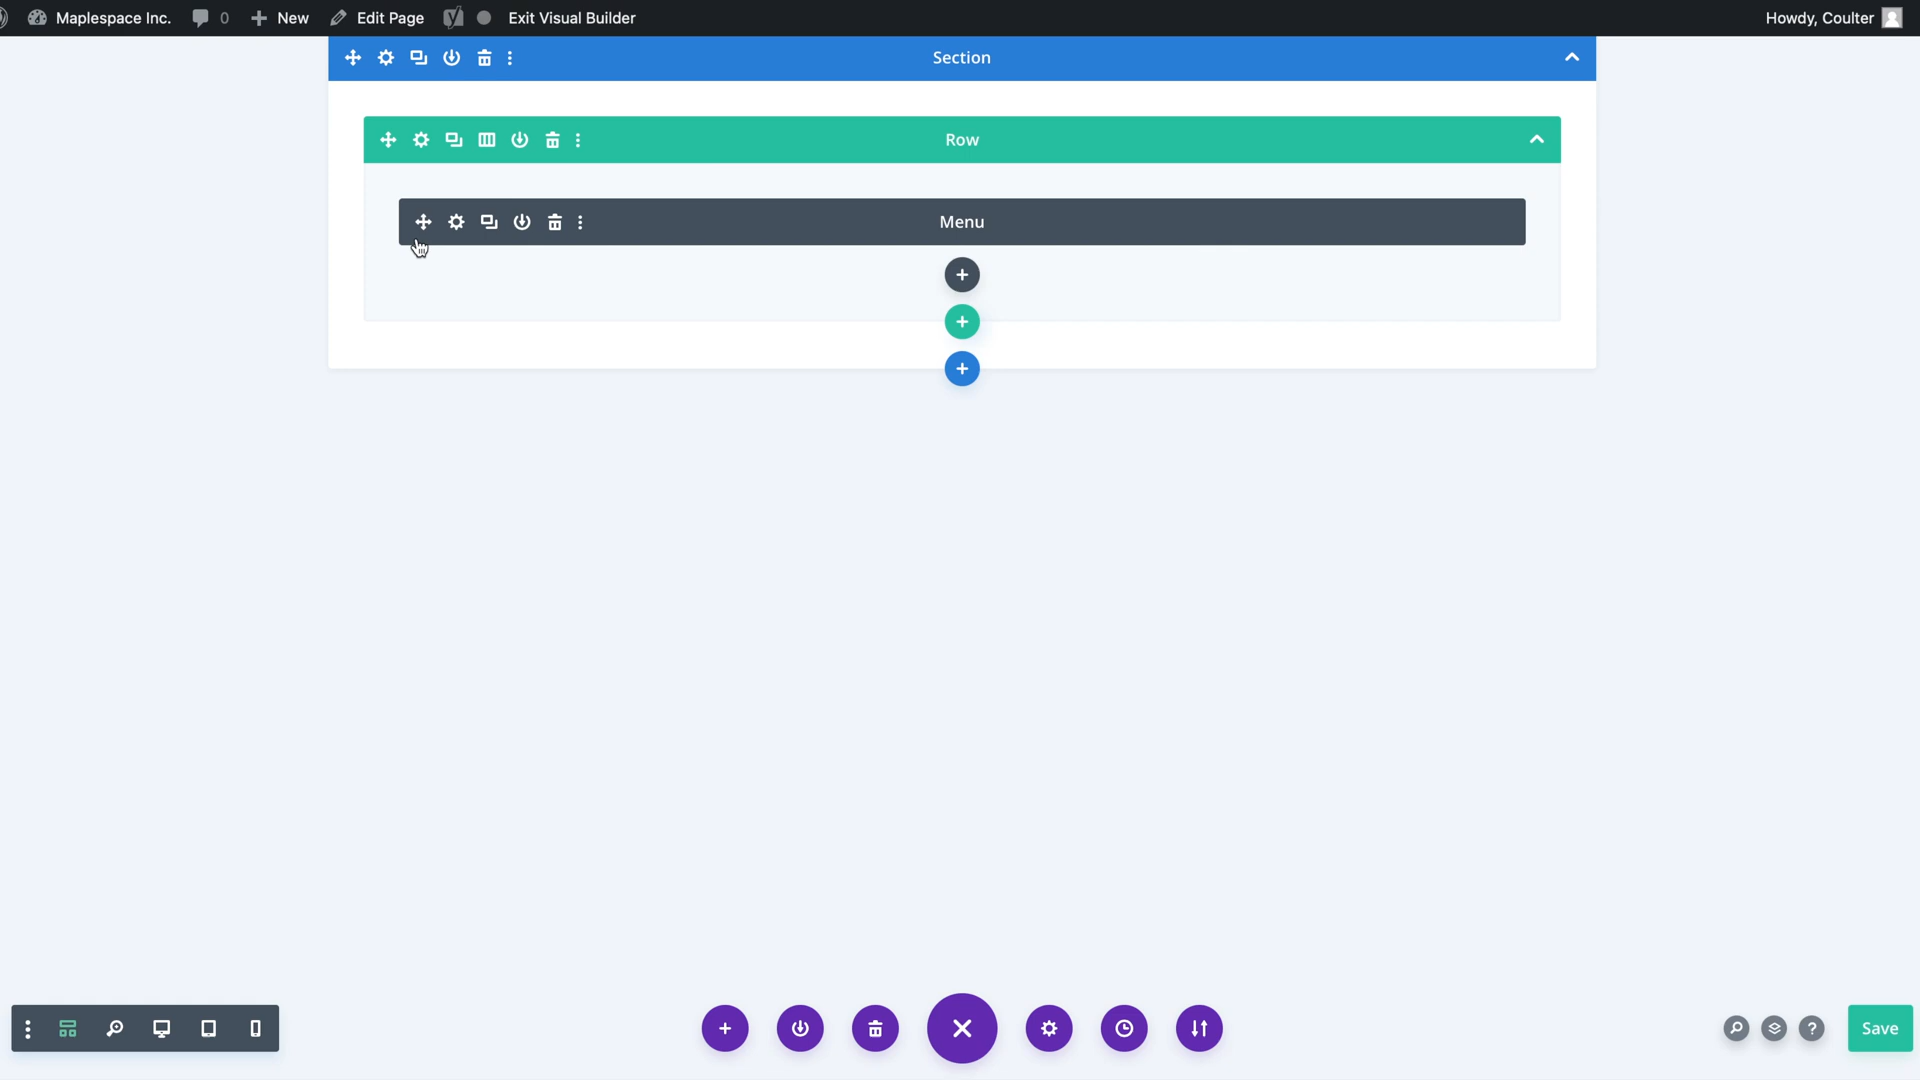 Maplespace Inc. 0 New Edit Page Exit Visual Builder Howdy, Coulter
Section
Row
Menu
Save